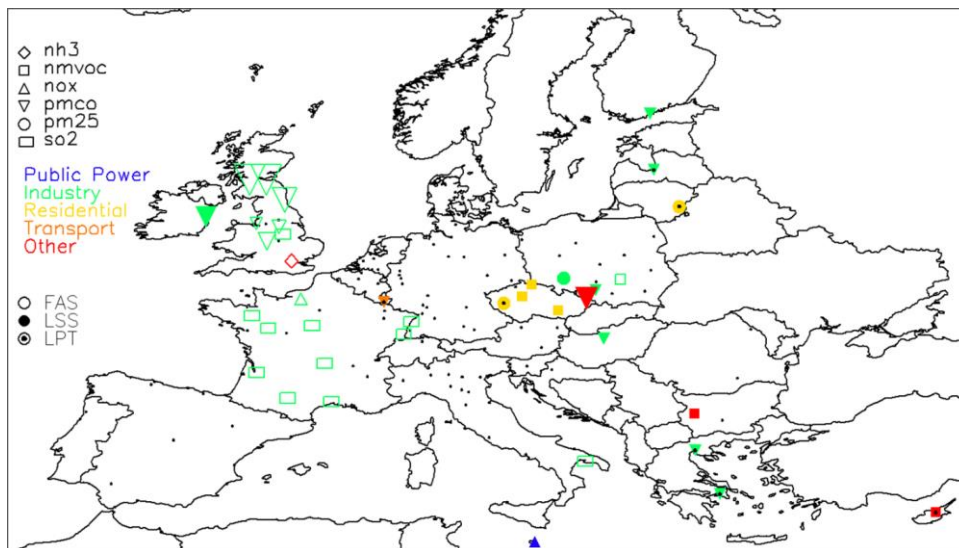 nh3
nmvoc
nox
pmco
pm25
so2
Public Power
Industry
Residential
Transport
Other
FAS
LSS
LPT